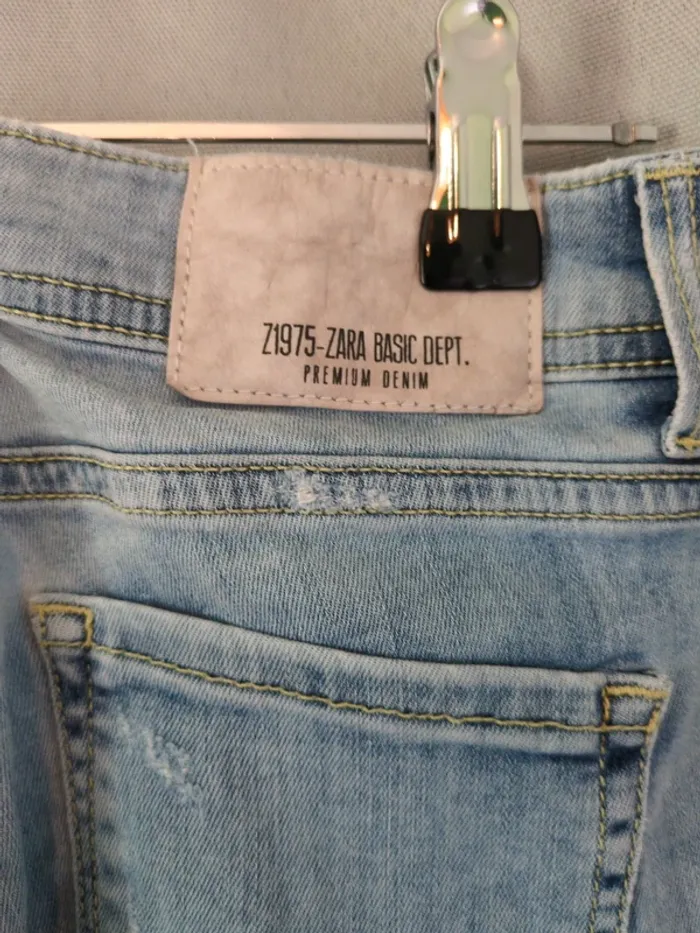 Z1975-ZARA BASIC DEPT.
PREMIUM DENIM